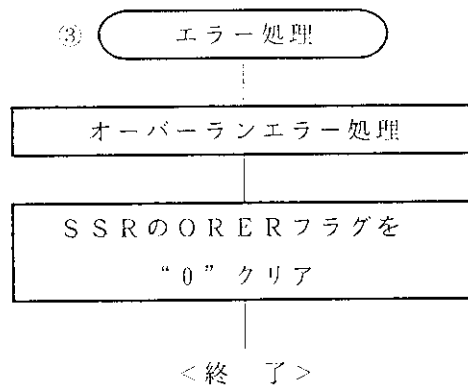 ③ エラー処理
オーバーランエラー処理
SSRのORERフラグを
“0”クリア
<終 了>